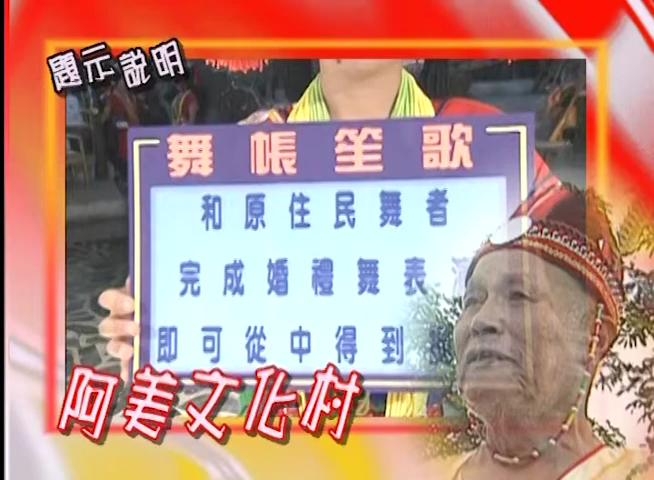 題示說明
舞帳笙歌
和原住民舞者
完成婚禮舞表
即可從中得到
阿美文化村